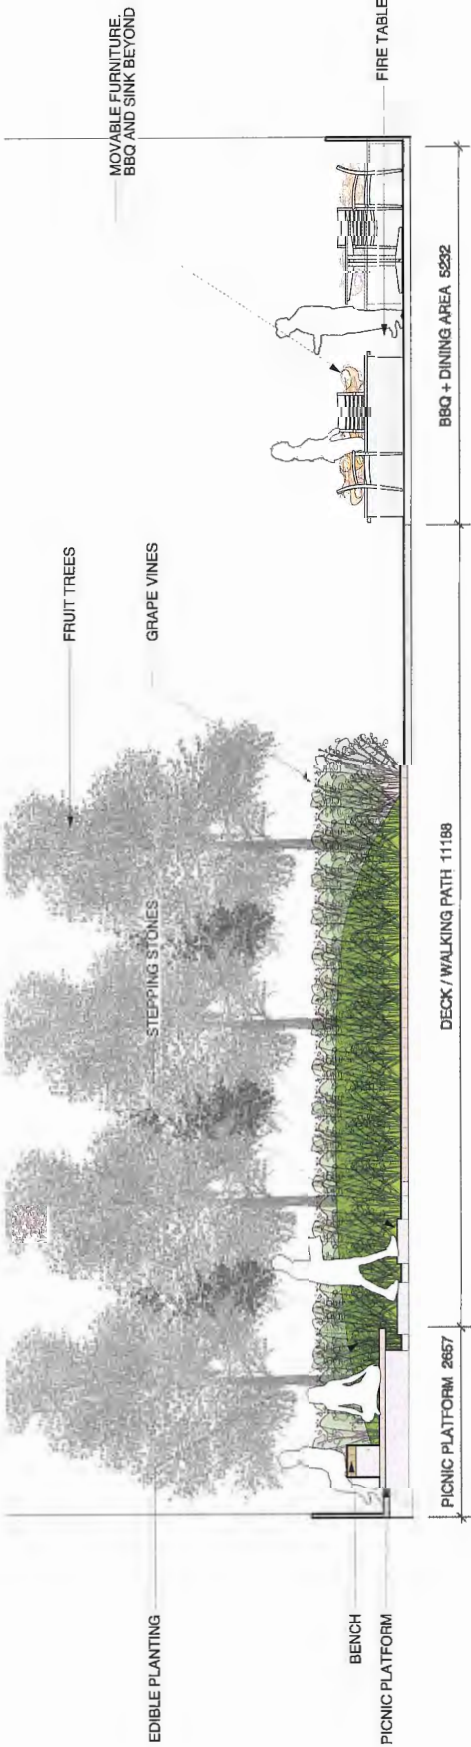 MOVABLE FURNITURE.
BBQ AND SINK BEYOND
FIRE TABLE
FRUIT TREES
GRAPE VINES
STEPPING STONES
EDIBLE PLANTING
BENCH
PICNIC PLATFORM
PICNIC PLATFORM 2657
DECK / WALKING PATH 11188
BBQ + DINING AREA 5232